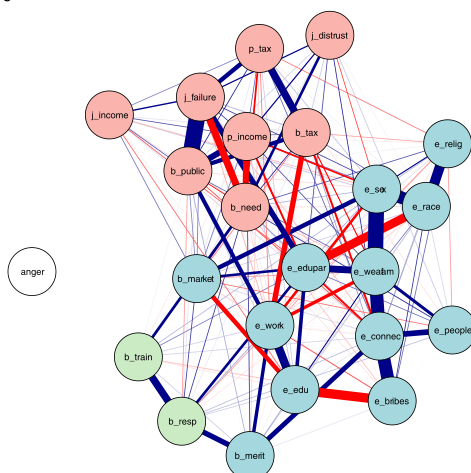 j_distrust
p_tax
j_failure
j_income
p_income
b_tax
e_relig
b_public
e_sex
b_need
e_race
anger
b_market
e_edupar
e_wealfam
e_work
e_connec
e_people
b_train
e_edu
e_bribes
b_resp
b_merit